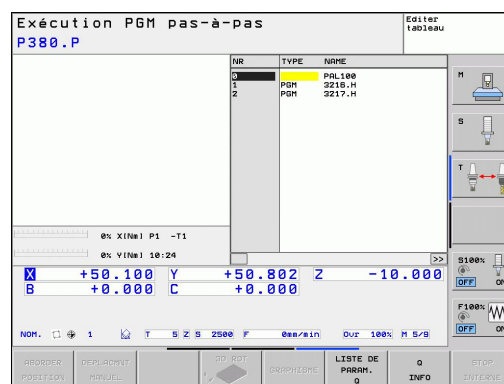 Exécution PGM pas-à-pas
Editer
tableau
P380.P
NR TYPE NAME
0 PAL100
1 PGM 3216.H
2 PGM 3217.H
M
S
T
0% X[Nm] P1 -T1
0% Y[Nm] 10:24
>>
X +50.100 Y +50.802 Z -10.000
B +0.000 C +0.000
S100%
OFF ON
F100%
OFF ON
NOM. 1 T 5 Z S 2500 F 0mm/min Ovr 100% M 5/9
ABORDER
POSITION
DEPLACMNT
MANUEL
3D ROT
GRAPHISME
LISTE DE
PARAM.
Q
Q
INFO
STOP
INTERNE